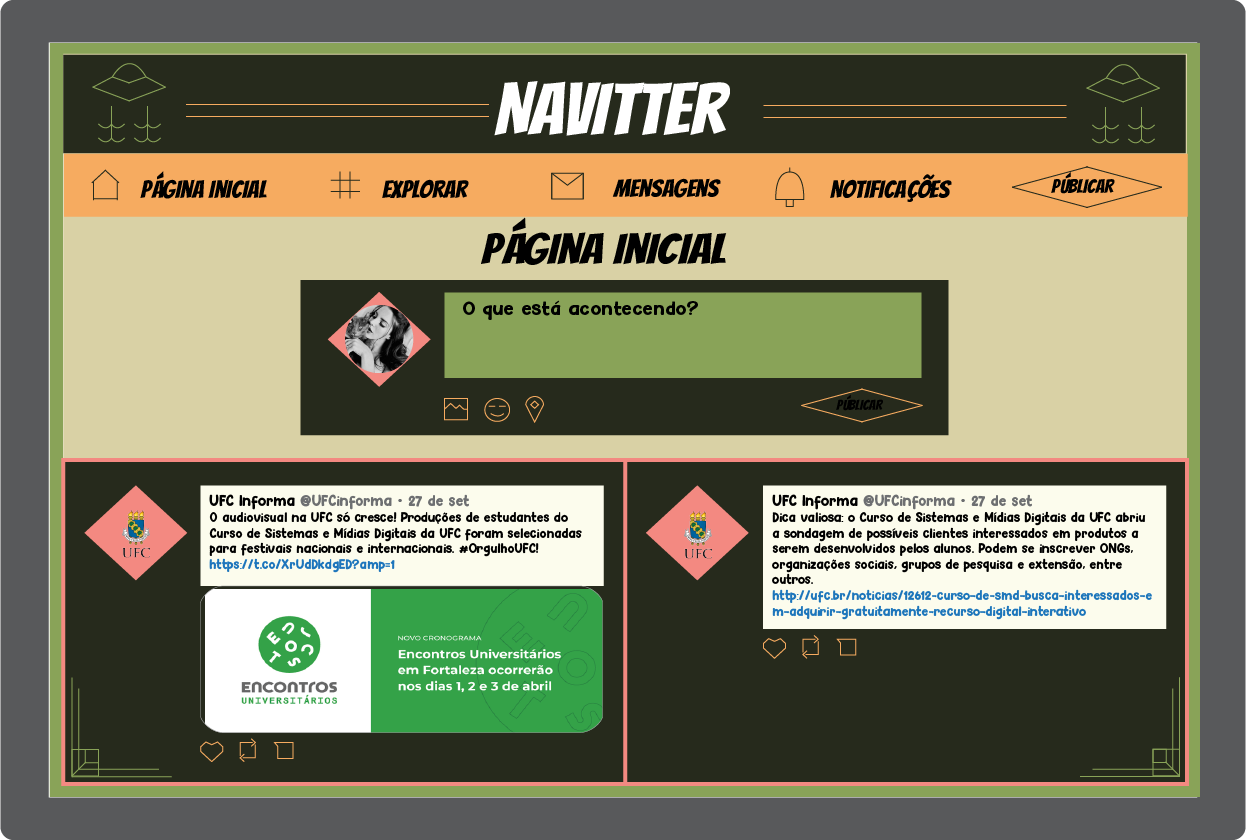 NAVITTER
PÁGINA INICIAL
EXPLORAR
MENSAGENS
NOTIFICAÇÕES
PÚBLICAR
PÁGINA INICIAL
O que está acontecendo?
PÚBLICAR
UFC
UFC Informa @UFCinforma • 27 de set
O audiovisual na UFC só cresce! Produções de estudantes do
Curso de Sistemas e Mídias Digitais da UFC foram selecionadas
para festivais nacionais e internacionais. #OrgulhoUFC!
https://t.co/XrUdDkdgED?amp=1
ENCONTROS
ENCONTROS
UNIVERSITÁRIOS
NOVO CRONOGRAMA
Encontros Universitários
em Fortaleza ocorrerão
nos dias 1, 2 e 3 de abril
UFC
UFC Informa @UFCinforma • 27 de set
Dica valiosa: o Curso de Sistemas e Mídias Digitais da UFC abriu
a sondagem de possíveis clientes interessados em produtos a
serem desenvolvidos pelos alunos. Podem se inscrever ONGs,
organizações sociais, grupos de pesquisa e extensão, entre
outros.
http://ufc.br/noticias/12612-curso-de-smd-busca-interessados-e
m-adquirir-gratuitamente-recurso-digital-interativo